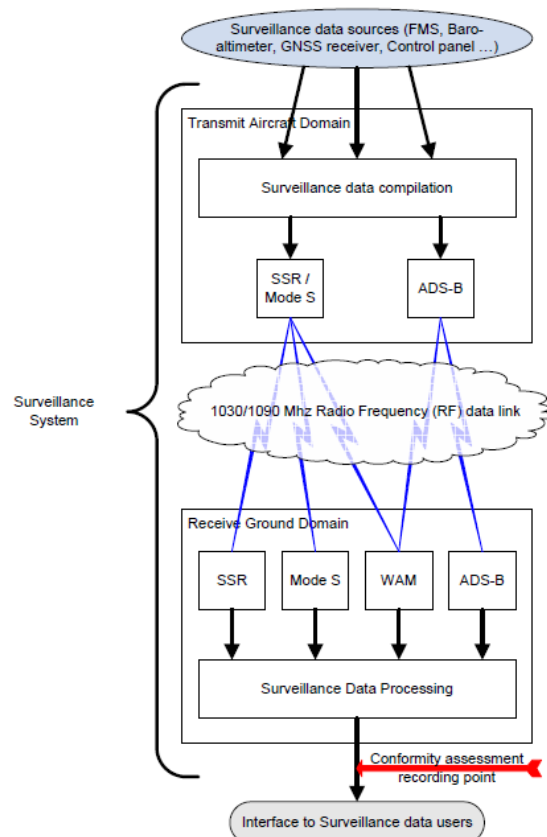 Surveillance data sources (FMS, Baro-
altimeter, GNSS receiver, Control panel ...)
Transmit Aircraft Domain
Surveillance data compilation
SSR /
Mode S
ADS-B
Surveillance
System
1030/1090 Mhz Radio Frequency (RF) data link
Receive Ground Domain
SSR
Mode S
WAM
ADS-B
Surveillance Data Processing
Conformity assessment
recording point
Interface to Surveillance data users